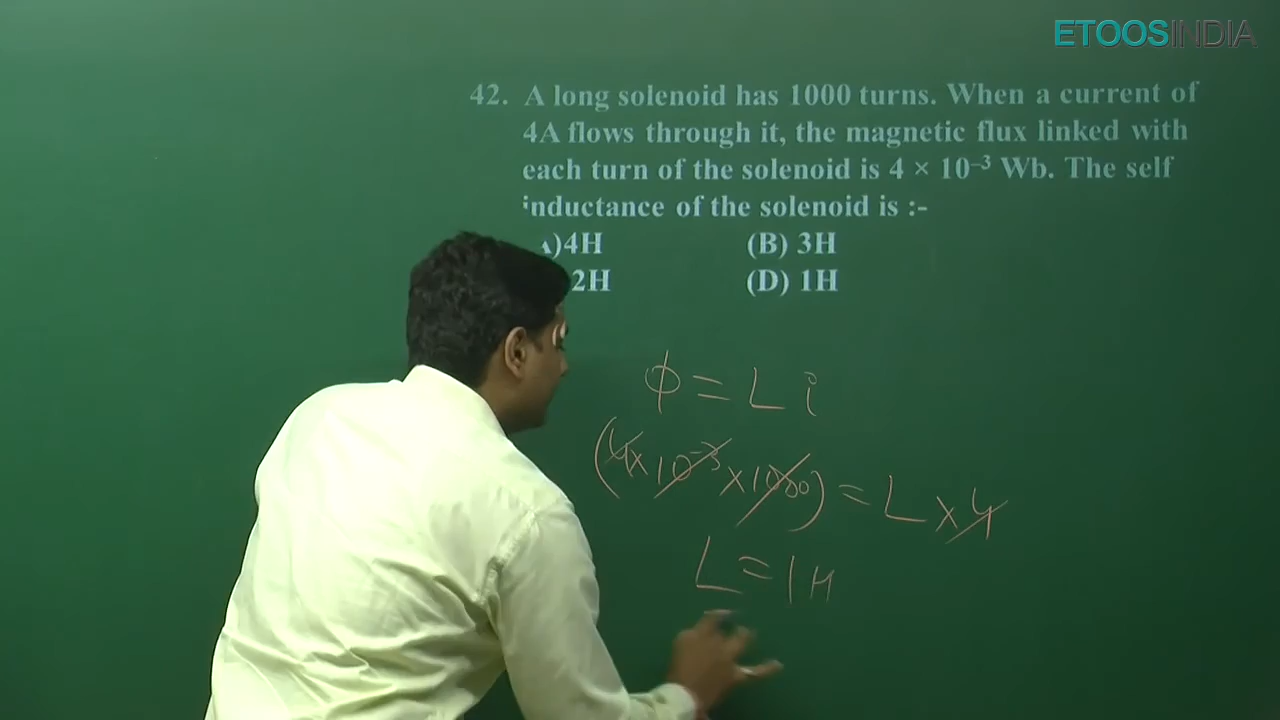 ETOOSINDIA
42. A long solenoid has 1000 turns. When a current of
4A flows through it, the magnetic flux linked with
each turn of the solenoid is 4 × 10⁻³ Wb. The self
inductance of the solenoid is :-
A)4H (B) 3H
2H (D) 1H
ϕ = L i
(4×10⁻³×1000) = L × 4
L = 1H